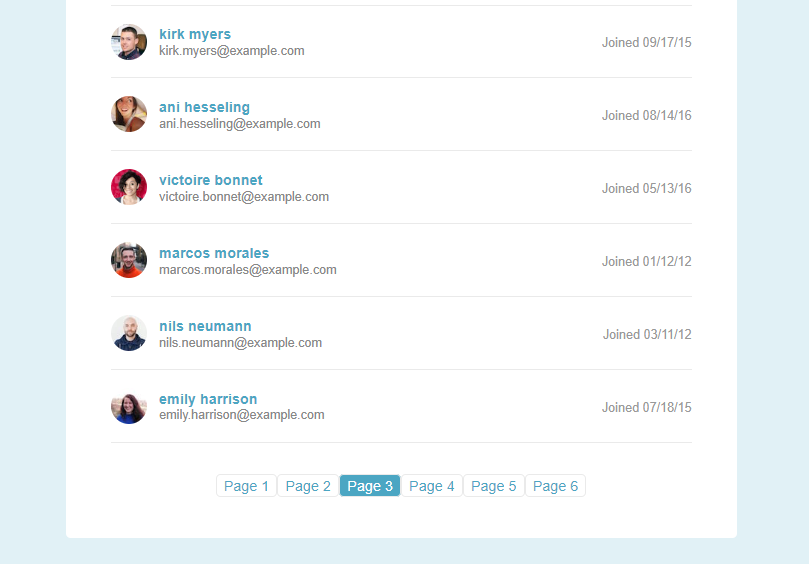 kirk myers
kirk.myers@example.com
Joined 09/17/15
ani hesseling
ani.hesseling@example.com
Joined 08/14/16
victoire bonnet
victoire.bonnet@example.com
Joined 05/13/16
marcos morales
marcos.morales@example.com
Joined 01/12/12
nils neumann
nils.neumann@example.com
Joined 03/11/12
emily harrison
emily.harrison@example.com
Joined 07/18/15
Page 1 Page 2 Page 3 Page 4 Page 5 Page 6